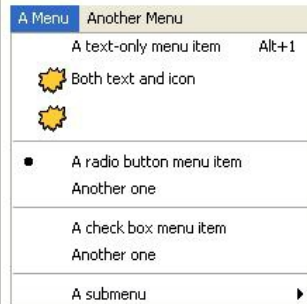 A Menu Another Menu
A text-only menu item Alt+1
Both text and icon
A radio button menu item
Another one
A check box menu item
Another one
A submenu